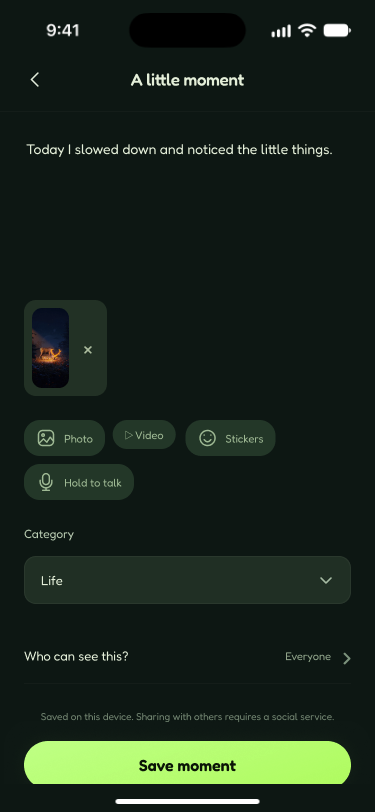 9:41
A little moment
Today I slowed down and noticed the little things.
×
Photo
Video
Stickers
Hold to talk
Category
Life
Who can see this?
Everyone
Saved on this device. Sharing with others requires a social service.
Save moment